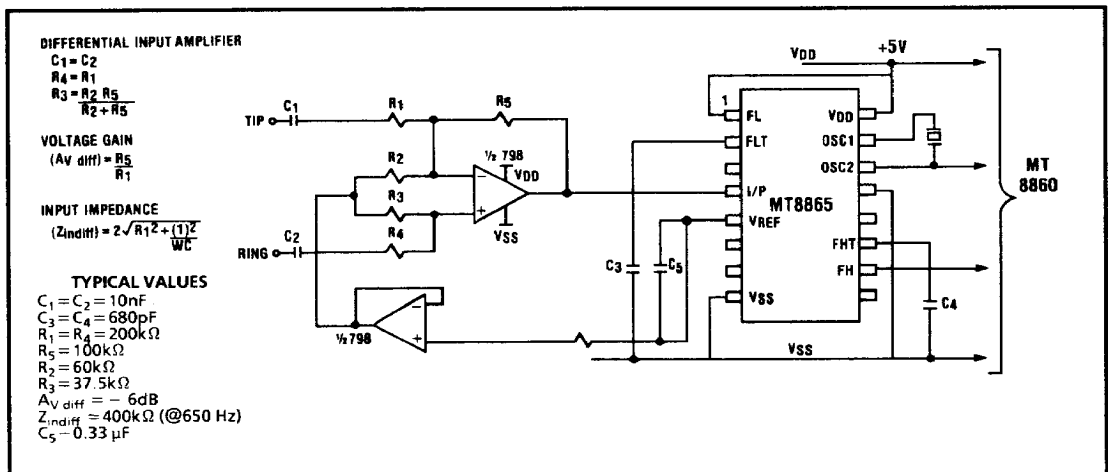 DIFFERENTIAL INPUT AMPLIFIER
C1 = C2
R4 = R1
R3 = R2 R5
R2 + R5
VOLTAGE GAIN
(AV diff) = R5
R1
INPUT IMPEDANCE
(Zindiff) = 2√R1² + (1)²
WC
TYPICAL VALUES
C1 = C2 = 10nF
C3 = C4 = 680pF
R1 = R4 = 200kΩ
R5 = 100kΩ
R2 = 60kΩ
R3 = 37.5kΩ
AV diff = – 6dB
Zindiff = 400kΩ (@650 Hz)
C5 – 0.33 µF
TIP
C1
R1
R5
R2
R3
R4
RING
C2
½ 798
VDD
–
+
VSS
½ 798
–
+
C3
C5
VDD
+5V
1
FL
FLT
i/P
VREF
VSS
MT8865
VDD
OSC1
OSC2
FHT
FH
C4
VSS
MT
8860